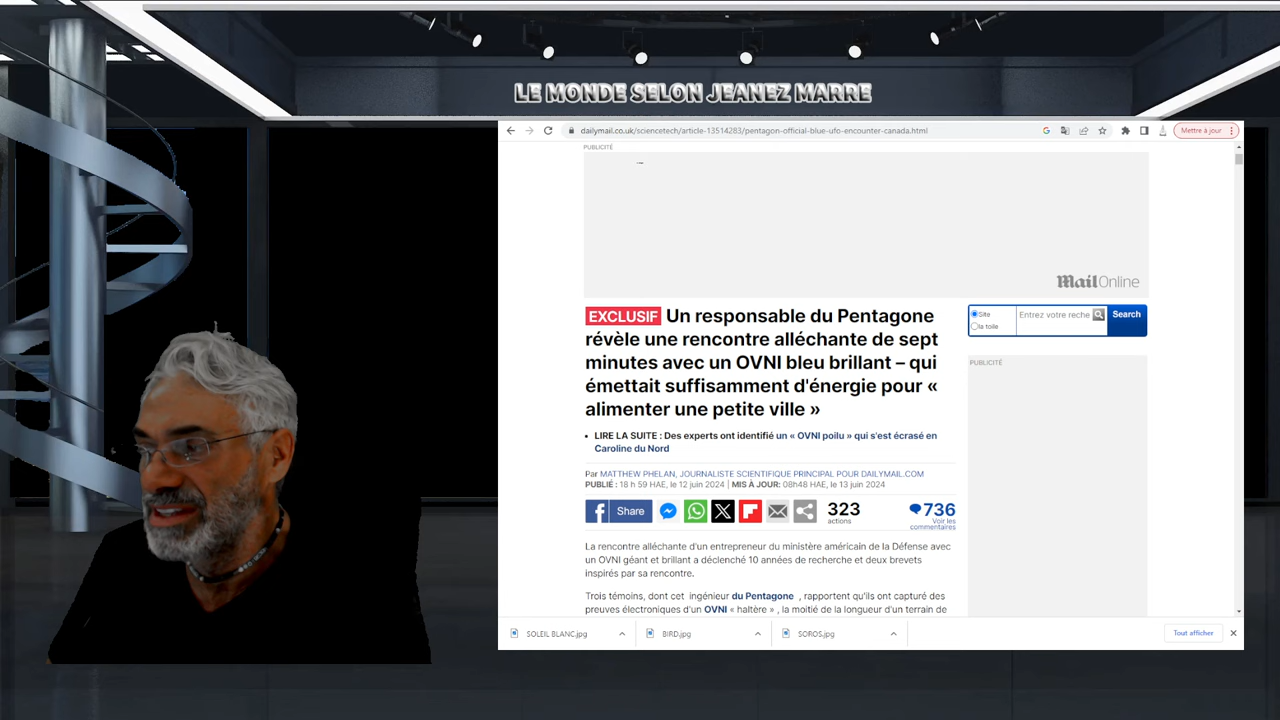 LE MONDE SELON JEANEZ MARRE
dailymail.co.uk/sciencetech/article-13514283/pentagon-official-blue-ufo-encounter-canada.html
Mettre à jour
PUBLICITÉ
MailOnline
EXCLUSIF Un responsable du Pentagone
révèle une rencontre alléchante de sept
minutes avec un OVNI bleu brillant – qui
émettait suffisamment d'énergie pour «
alimenter une petite ville »
Site
la toile
Entrez votre reche
Search
PUBLICITÉ
LIRE LA SUITE : Des experts ont identifié un « OVNI poilu » qui s'est écrasé en
Caroline du Nord
Par MATTHEW PHELAN, JOURNALISTE SCIENTIFIQUE PRINCIPAL POUR DAILYMAIL.COM
PUBLIÉ : 18 h 59 HAE, le 12 juin 2024 | MIS À JOUR: 08h48 HAE, le 13 juin 2024
Share
323
actions
736
Voir les
commentaires
La rencontre alléchante d'un entrepreneur du ministère américain de la Défense avec
un OVNI géant et brillant a déclenché 10 années de recherche et deux brevets
inspirés par sa rencontre.
Trois témoins, dont cet ingénieur du Pentagone , rapportent qu'ils ont capturé des
preuves électroniques d'un OVNI « haltère » , la moitié de la longueur d'un terrain de
SOLEIL BLANC.jpg
BIRD.jpg
SOROS.jpg
Tout afficher